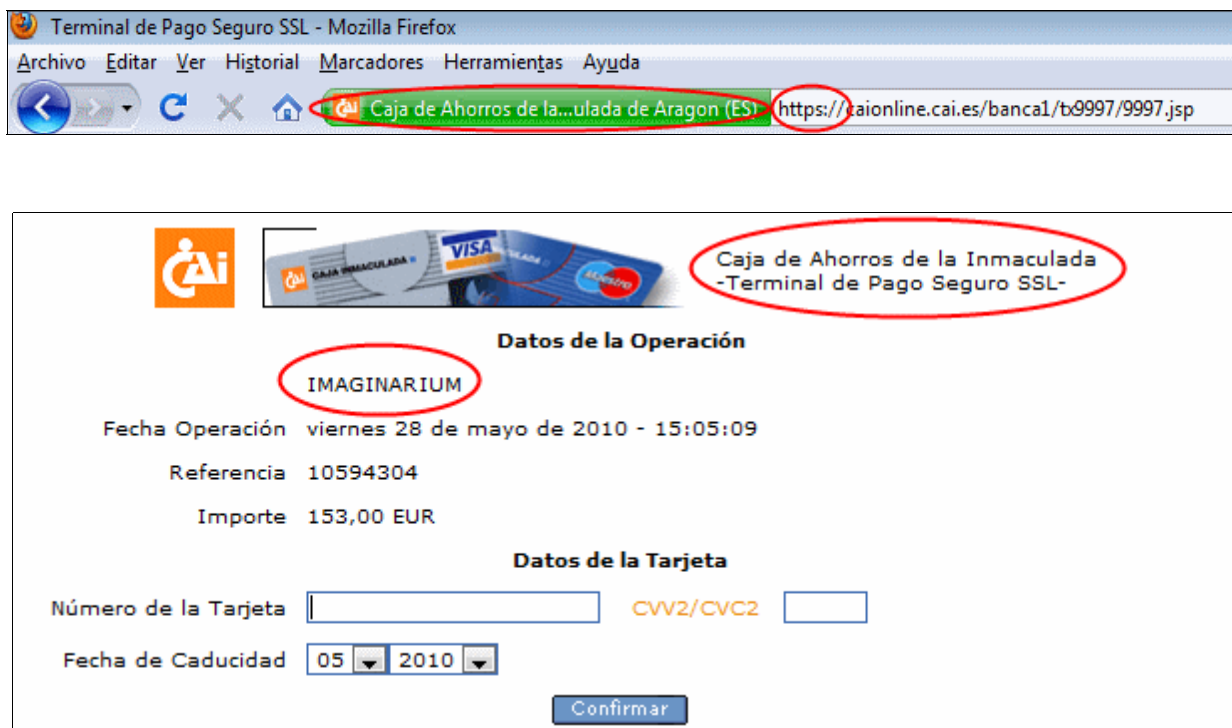 Terminal de Pago Seguro SSL - Mozilla Firefox
Archivo Editar Ver Historial Marcadores Herramientas Ayuda
CAi Caja de Ahorros de la...ulada de Aragon (ES) https://caionline.cai.es/banca1/tx9997/9997.jsp
CAi
CAi CAJA INMACULADA
VISA
Maestro
Caja de Ahorros de la Inmaculada
-Terminal de Pago Seguro SSL-
Datos de la Operación
IMAGINARIUM
Fecha Operación viernes 28 de mayo de 2010 - 15:05:09
Referencia 10594304
Importe 153,00 EUR
Datos de la Tarjeta
Número de la Tarjeta CVV2/CVC2
Fecha de Caducidad 05 2010
Confirmar